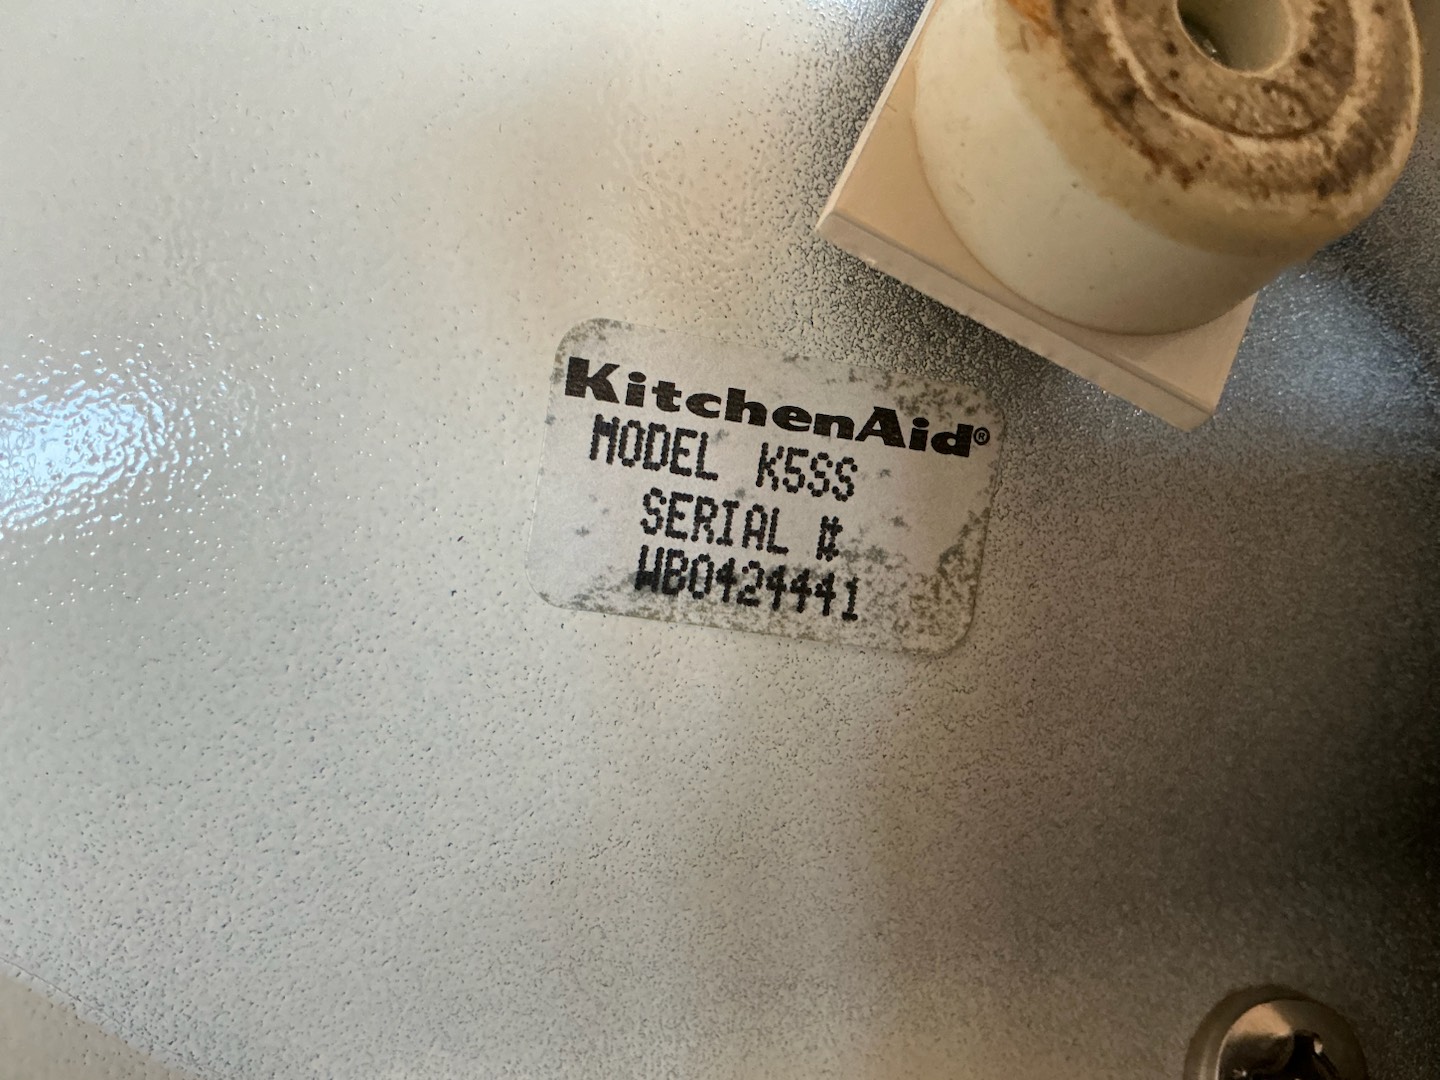 KitchenAid®
MODEL K5SS
SERIAL #
WB0424441